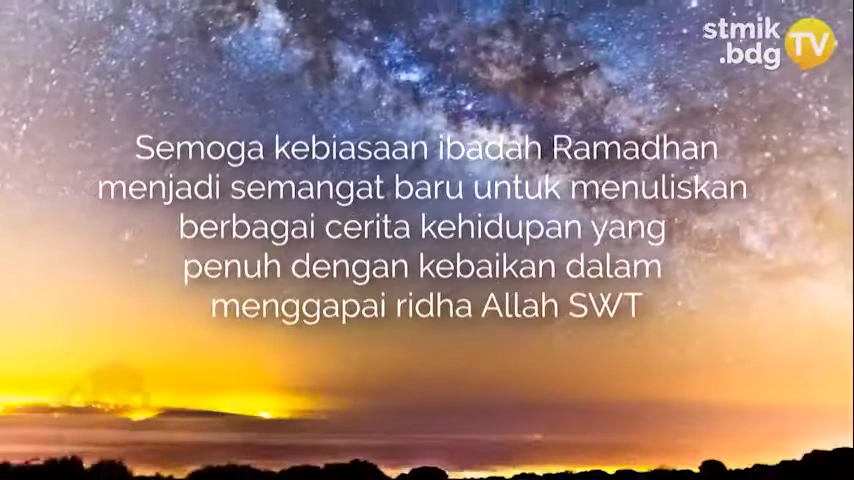 stmik
.bdg
TV
Semoga kebiasaan ibadah Ramadhan
menjadi semangat baru untuk menuliskan
berbagai cerita kehidupan yang
penuh dengan kebaikan dalam
menggapai ridha Allah SWT